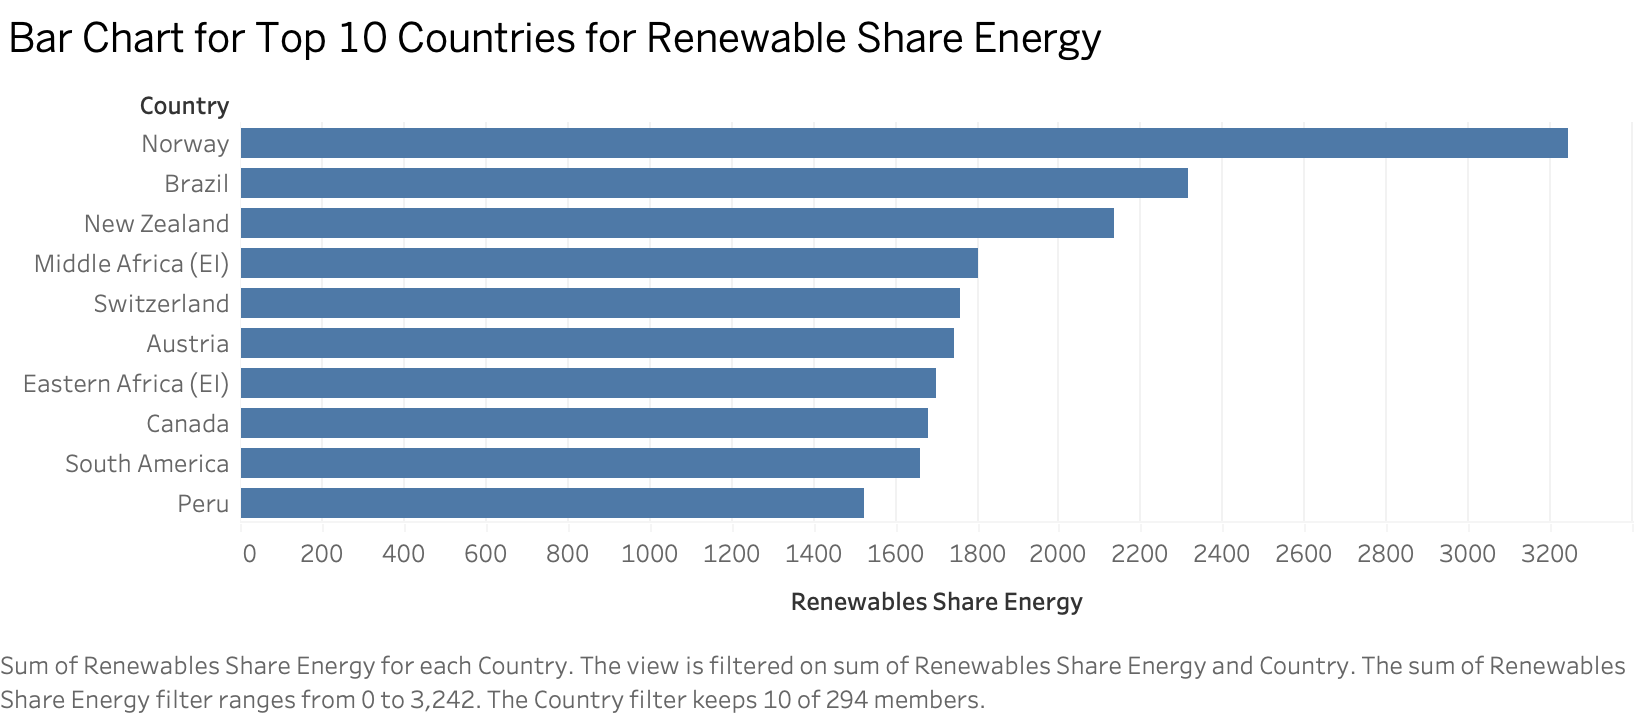 Bar Chart for Top 10 Countries for Renewable Share Energy
Country
Norway
Brazil
New Zealand
Middle Africa (EI)
Switzerland
Austria
Eastern Africa (EI)
Canada
South America
Peru
0 200 400 600 800 1000 1200 1400 1600 1800 2000 2200 2400 2600 2800 3000 3200
Renewables Share Energy
Sum of Renewables Share Energy for each Country. The view is filtered on sum of Renewables Share Energy and Country. The sum of Renewables
Share Energy filter ranges from 0 to 3,242. The Country filter keeps 10 of 294 members.